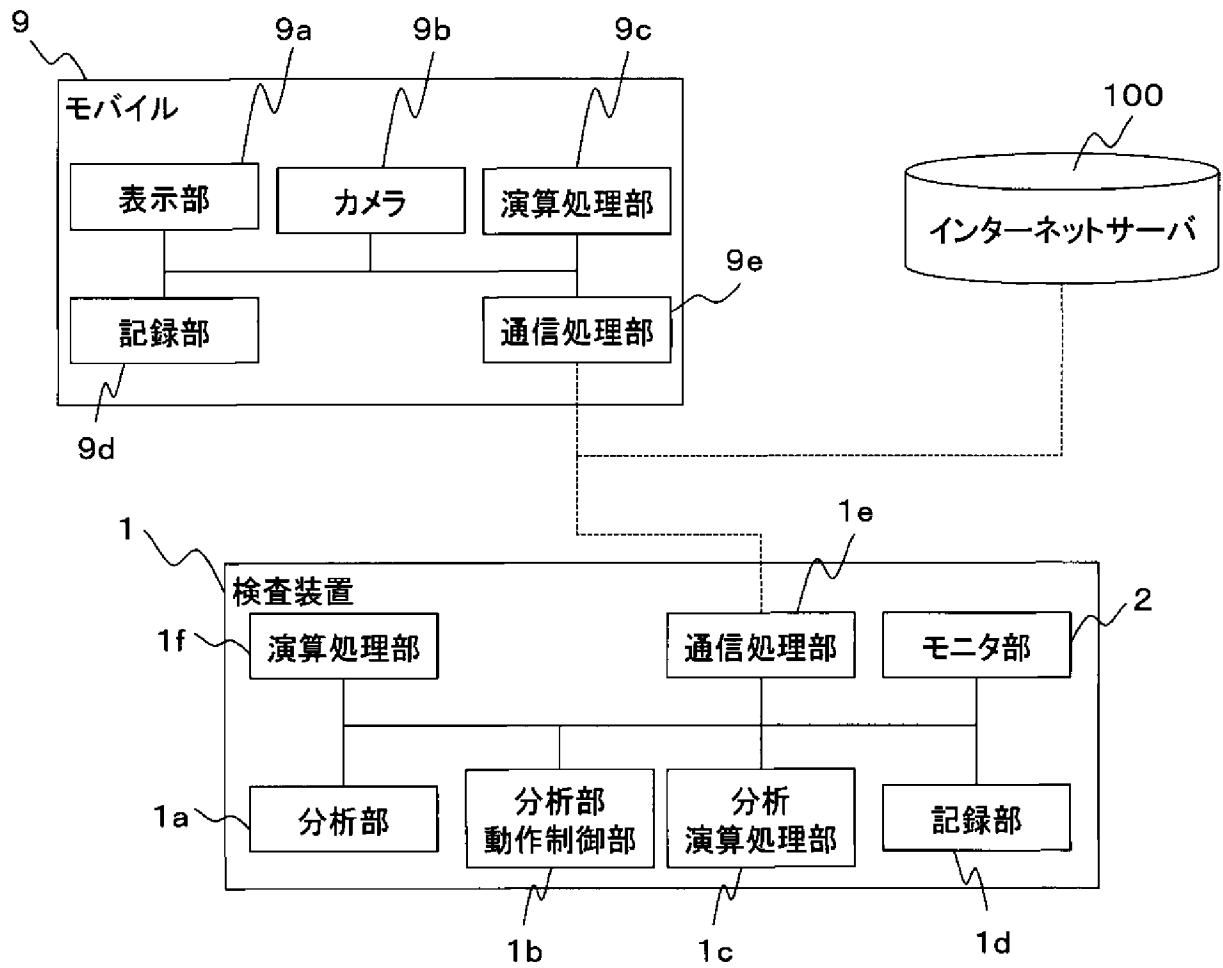 9
9a
9b
9c
モバイル
100
表示部
カメラ
演算処理部
インターネットサーバ
9e
記録部
通信処理部
9d
1
1e
検査装置
2
1f
演算処理部
通信処理部
モニタ部
1a
分析部
分析部
動作制御部
分析
演算処理部
記録部
1b
1c
1d